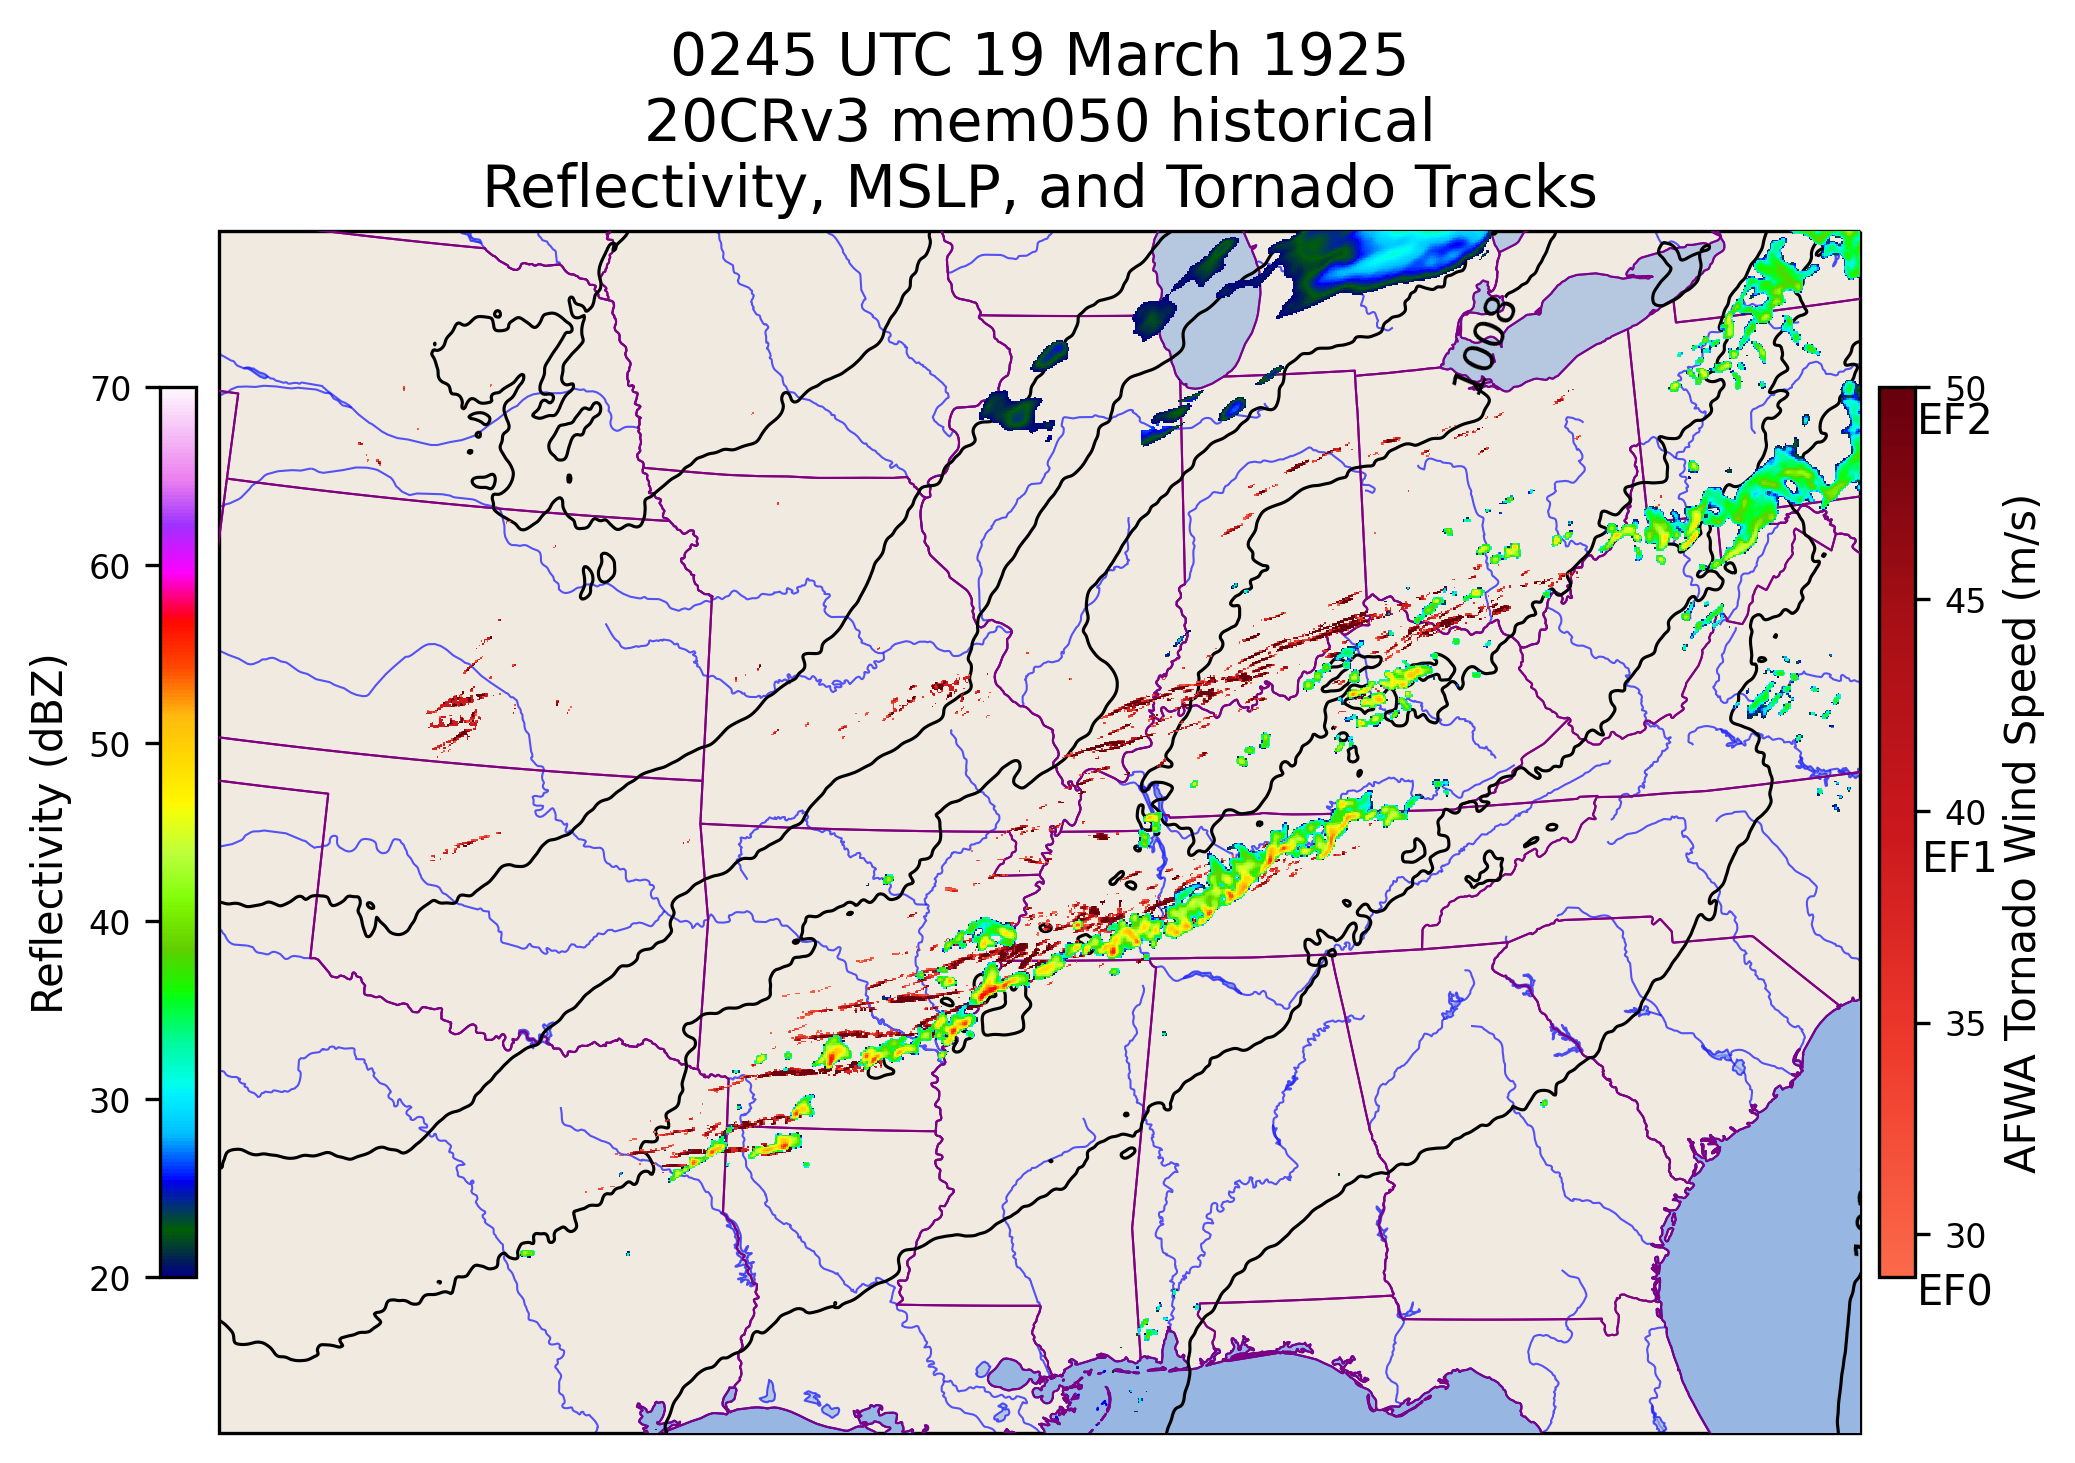 0245 UTC 19 March 1925
20CRv3 mem050 historical
Reflectivity, MSLP, and Tornado Tracks
1008
Reflectivity (dBZ)
70
60
50
40
30
20
50
EF2
45
40
EF1
35
30
EF0
AFWA Tornado Wind Speed (m/s)